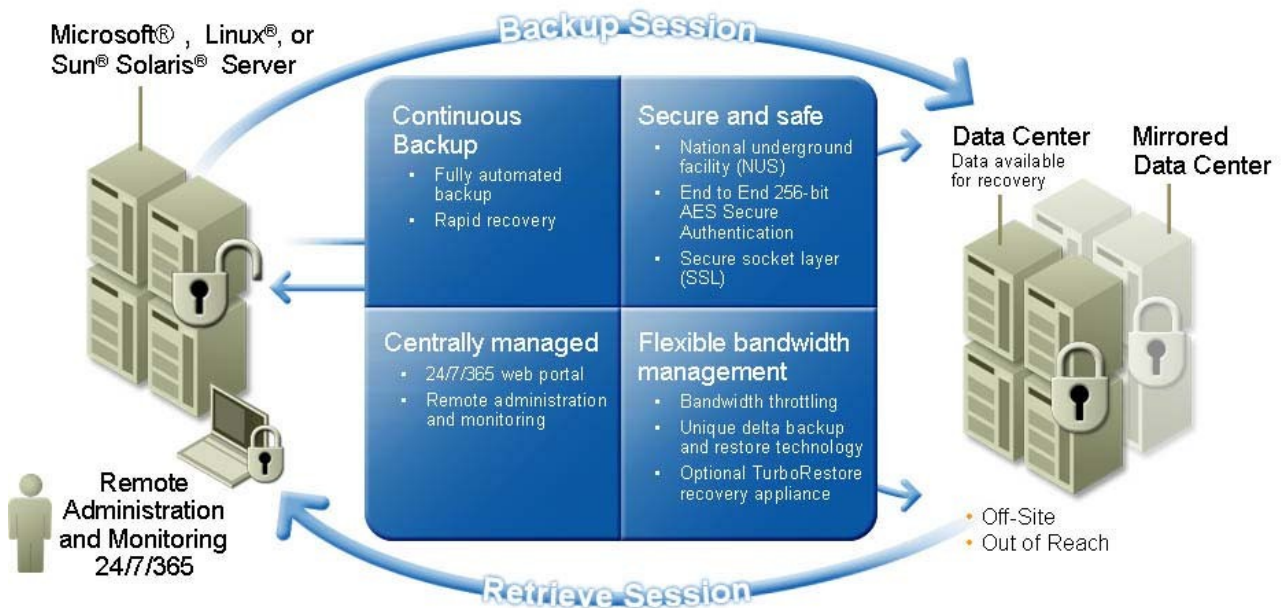 Backup Session
Microsoft® , Linux®, or
Sun® Solaris® Server
Continuous
Backup
▪ Fully automated
backup
▪ Rapid recovery
Secure and safe
▪ National underground
facility (NUS)
▪ End to End 256-bit
AES Secure
Authentication
▪ Secure socket layer
(SSL)
Data Center
Data available
for recovery
Mirrored
Data Center
Centrally managed
▪ 24/7/365 web portal
▪ Remote administration
and monitoring
Flexible bandwidth
management
▪ Bandwidth throttling
▪ Unique delta backup
and restore technology
▪ Optional TurboRestore
recovery appliance
Remote
Administration
and Monitoring
24/7/365
• Off-Site
• Out of Reach
Retrieve Session